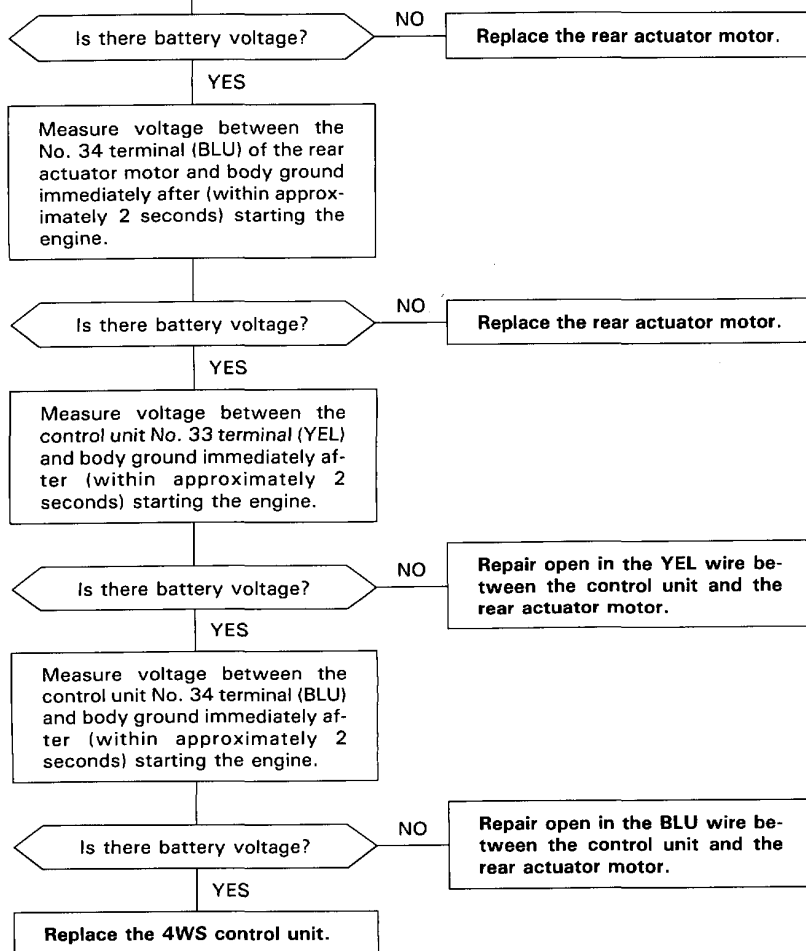 NO
Is there battery voltage?
Replace the rear actuator motor.
YES
Measure voltage between the
No. 34 terminal (BLU) of the rear
actuator motor and body ground
immediately after (within approx-
imately 2 seconds) starting the
engine.
NO
Is there battery voltage?
Replace the rear actuator motor.
YES
Measure voltage between the
control unit No. 33 terminal (YEL)
and body ground immediately af-
ter (within approximately 2
seconds) starting the engine.
NO
Is there battery voltage?
Repair open in the YEL wire be-
tween the control unit and the
rear actuator motor.
YES
Measure voltage between the
control unit No. 34 terminal (BLU)
and body ground immediately af-
ter (within approximately 2
seconds) starting the engine.
NO
Is there battery voltage?
Repair open in the BLU wire be-
tween the control unit and the
rear actuator motor.
YES
Replace the 4WS control unit.